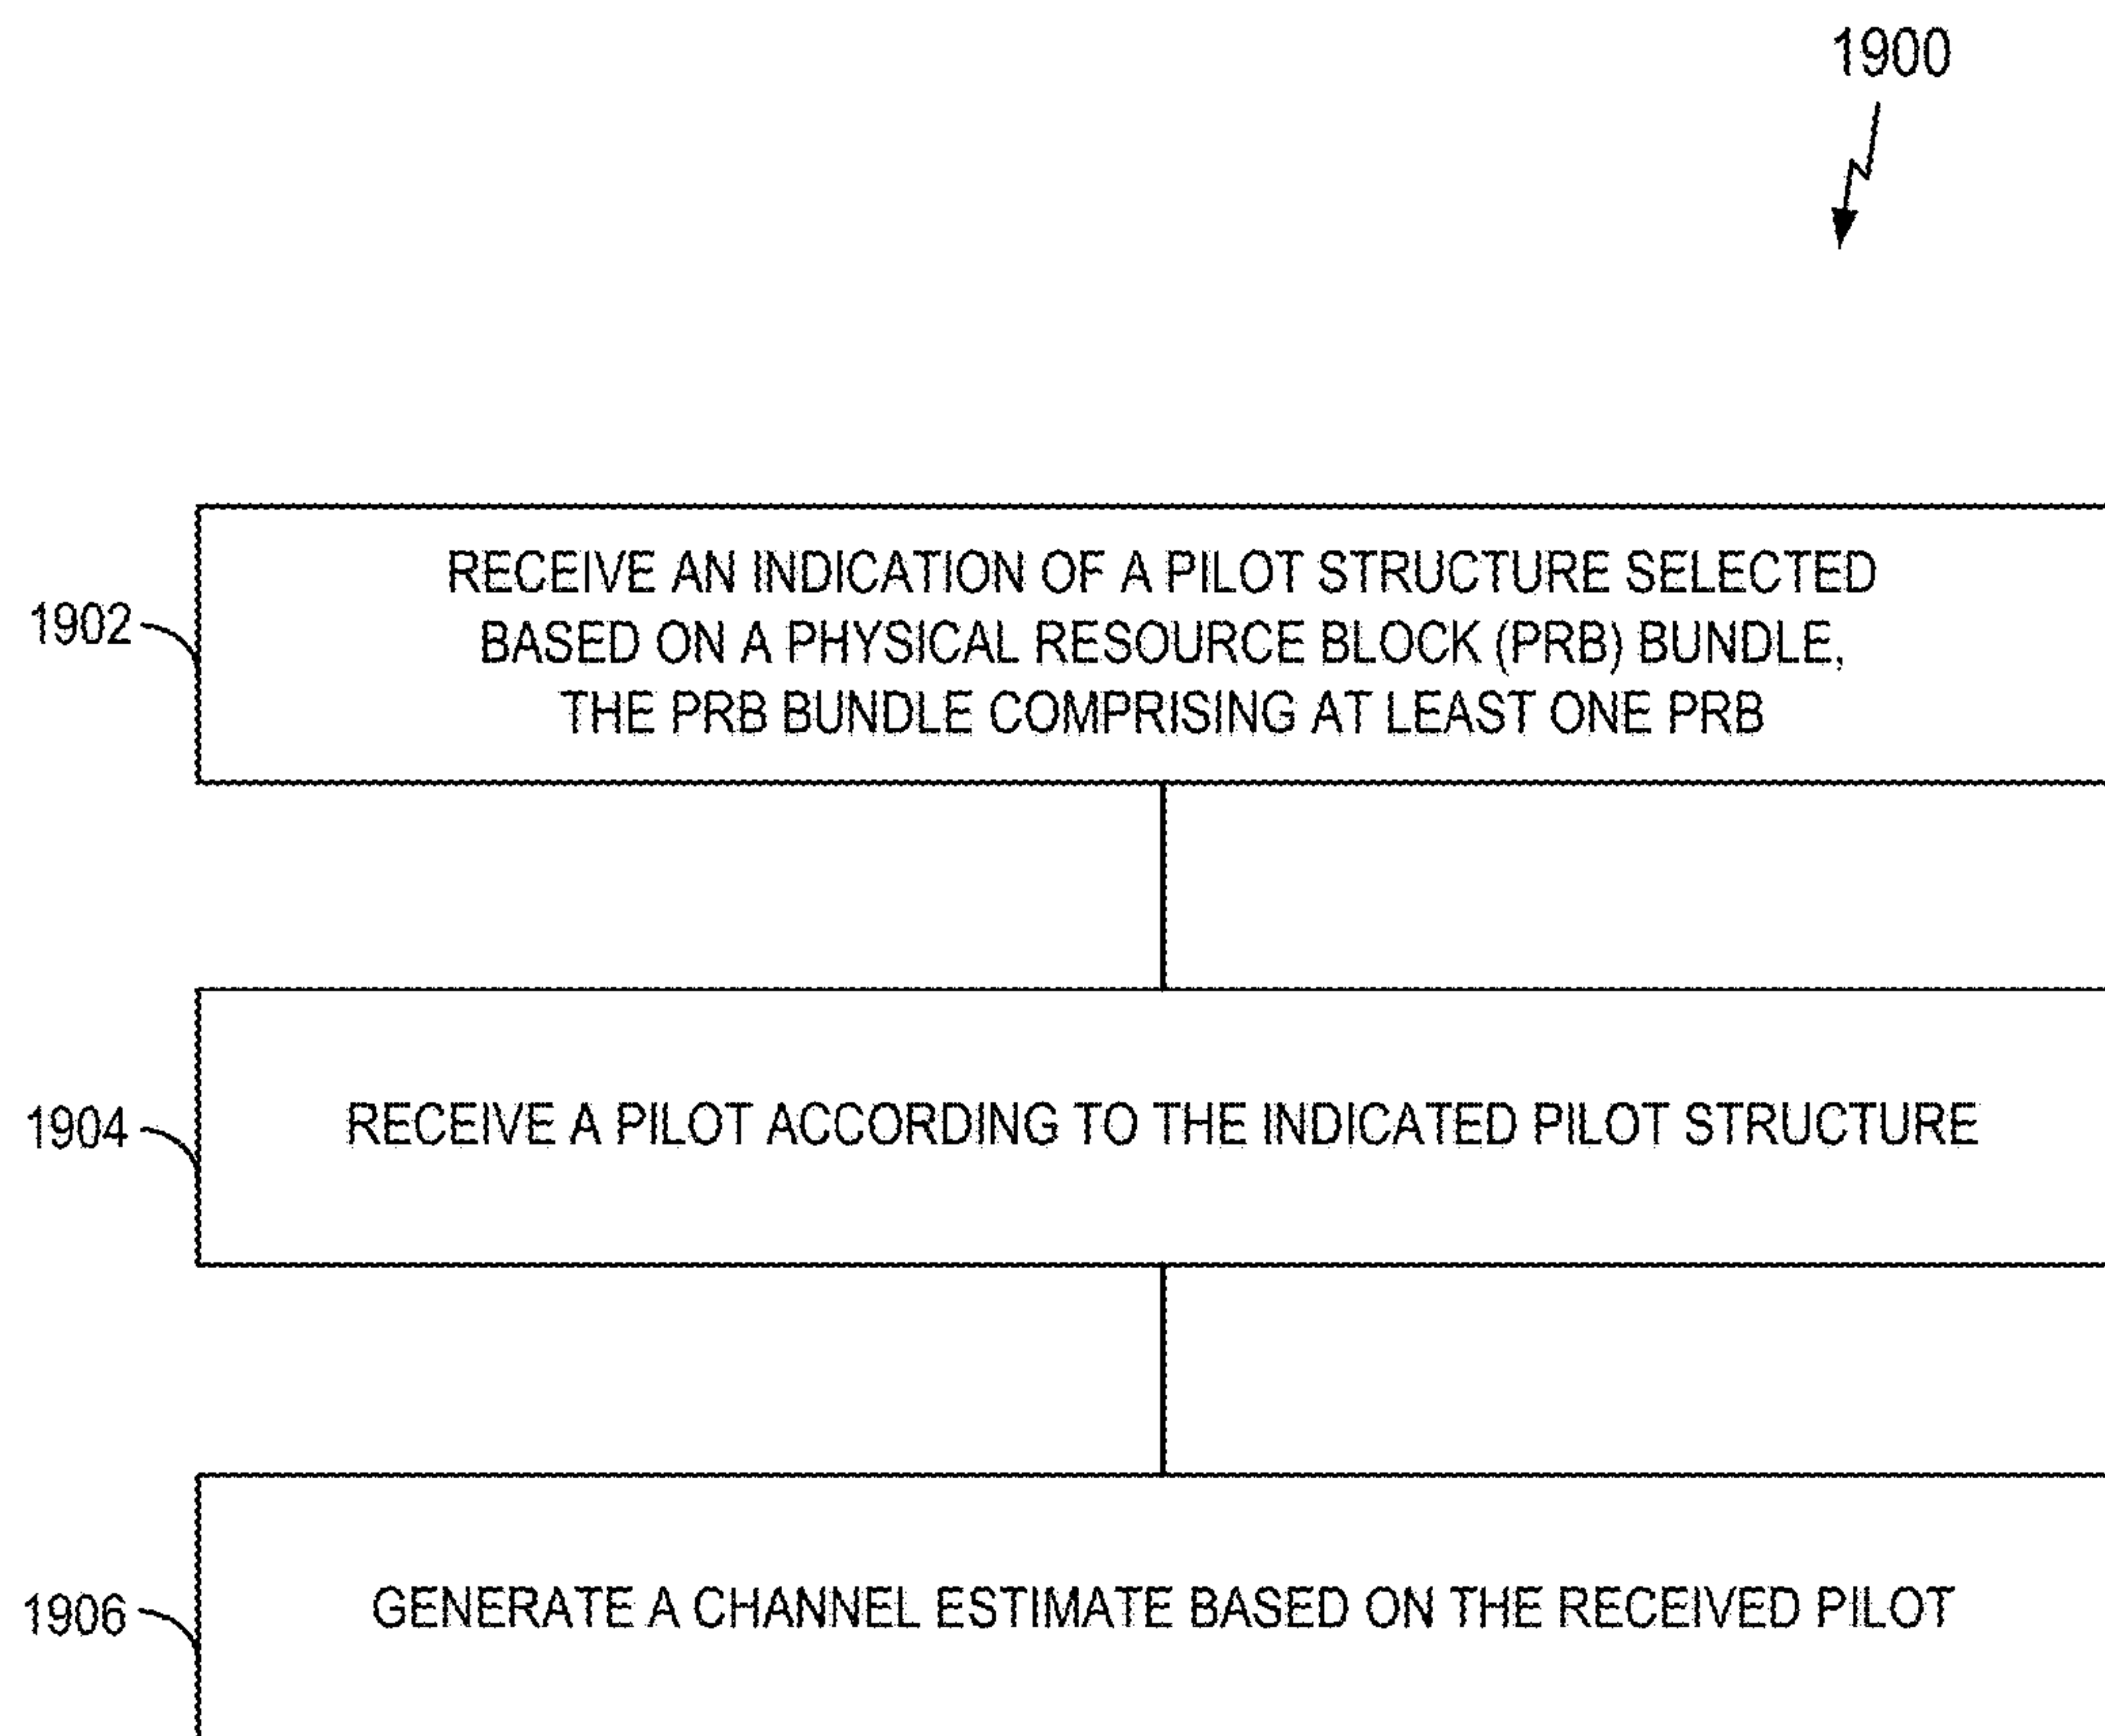 1900
1902
RECEIVE AN INDICATION OF A PILOT STRUCTURE SELECTED
BASED ON A PHYSICAL RESOURCE BLOCK (PRB) BUNDLE,
THE PRB BUNDLE COMPRISING AT LEAST ONE PRB
1904
RECEIVE A PILOT ACCORDING TO THE INDICATED PILOT STRUCTURE
1906
GENERATE A CHANNEL ESTIMATE BASED ON THE RECEIVED PILOT